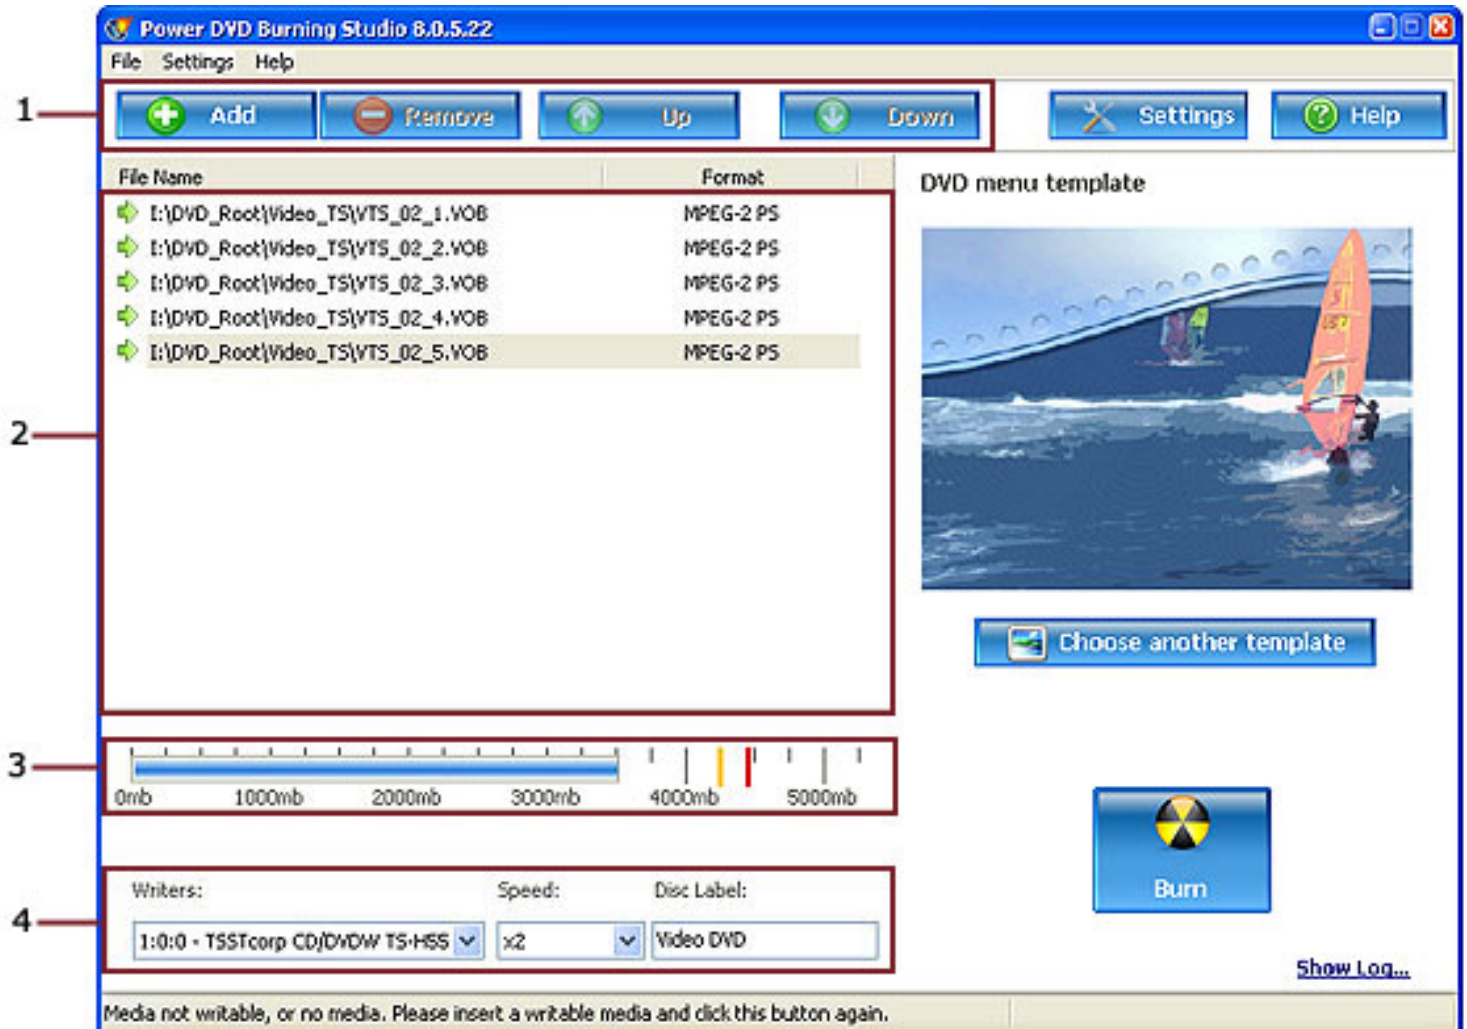 Power DVD Burning Studio 8.0.5.22
File Settings Help
1
Add Remove Up Down Settings Help
File Name Format
DVD menu template
I:\DVD_Root\Video_TS\VTS_02_1.VOB MPEG-2 PS
I:\DVD_Root\Video_TS\VTS_02_2.VOB MPEG-2 PS
I:\DVD_Root\Video_TS\VTS_02_3.VOB MPEG-2 PS
I:\DVD_Root\Video_TS\VTS_02_4.VOB MPEG-2 PS
I:\DVD_Root\Video_TS\VTS_02_5.VOB MPEG-2 PS
2
Choose another template
3
0mb 1000mb 2000mb 3000mb 4000mb 5000mb
Burn
Writers: Speed: Disc Label:
4
1:0:0 - TSSTcorp CD/DVDW TS-H55 x2 Video DVD
Show Log...
Media not writable, or no media. Please insert a writable media and click this button again.